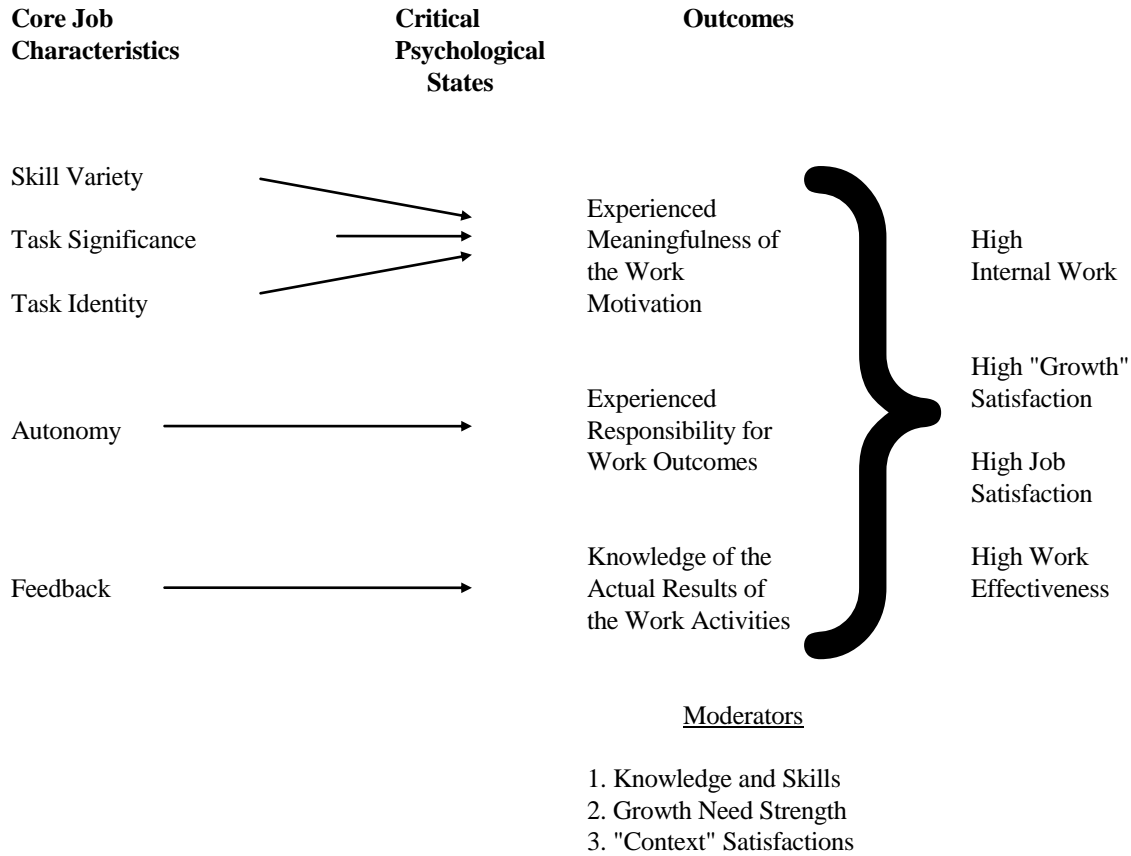 Core Job
Characteristics
Critical
Psychological
States
Outcomes
Skill Variety
Task Significance
Task Identity
Autonomy
Feedback
Experienced
Meaningfulness of
the Work
Motivation
Experienced
Responsibility for
Work Outcomes
Knowledge of the
Actual Results of
the Work Activities
High
Internal Work
High "Growth"
Satisfaction
High Job
Satisfaction
High Work
Effectiveness
Moderators
1. Knowledge and Skills
2. Growth Need Strength
3. "Context" Satisfactions